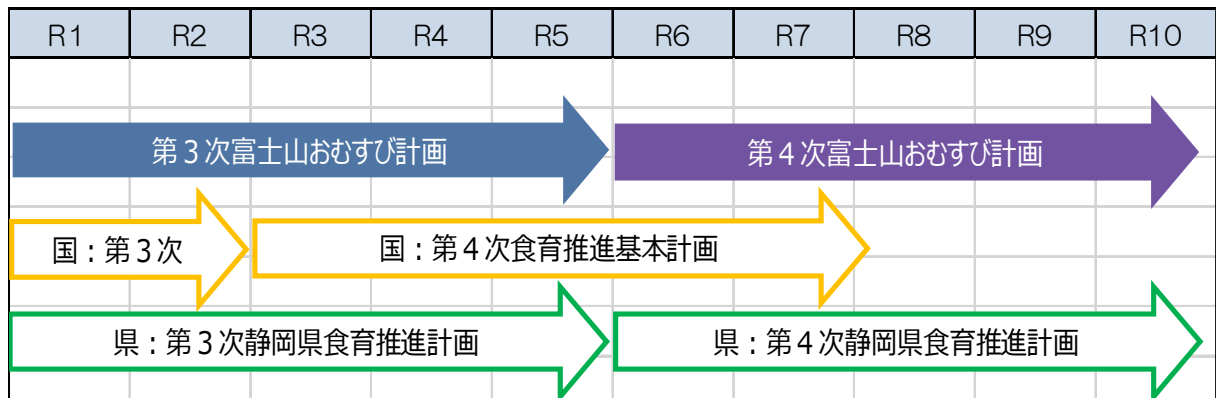 R1 R2 R3 R4 R5 R6 R7 R8 R9 R10
第3次富士山おむすび計画 第4次富士山おむすび計画
国：第3次 国：第4次食育推進基本計画
県：第3次静岡県食育推進計画 県：第4次静岡県食育推進計画